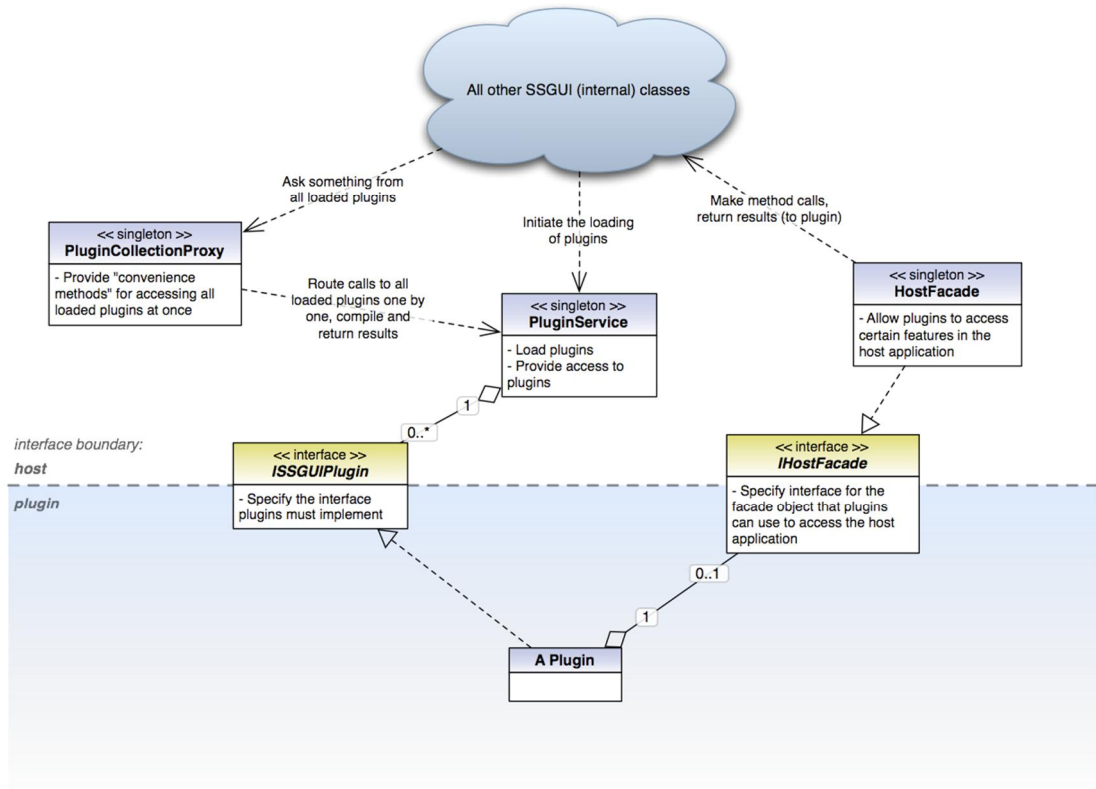 All other SSGUI (internal) classes
Ask something from
all loaded plugins
Initiate the loading
of plugins
Make method calls,
return results (to plugin)
<< singleton >>
PluginCollectionProxy
- Provide "convenience
methods" for accessing all
loaded plugins at once
Route calls to all
loaded plugins one by
one, compile and
return results
<< singleton >>
PluginService
- Load plugins
- Provide access to
plugins
<< singleton >>
HostFacade
- Allow plugins to access
certain features in the
host application
1
0..*
interface boundary:
host
plugin
<< interface >>
ISSGUIPlugin
- Specify the interface
plugins must implement
<< interface >>
IHostFacade
- Specify interface for the
facade object that plugins
can use to access the host
application
0..1
1
A Plugin